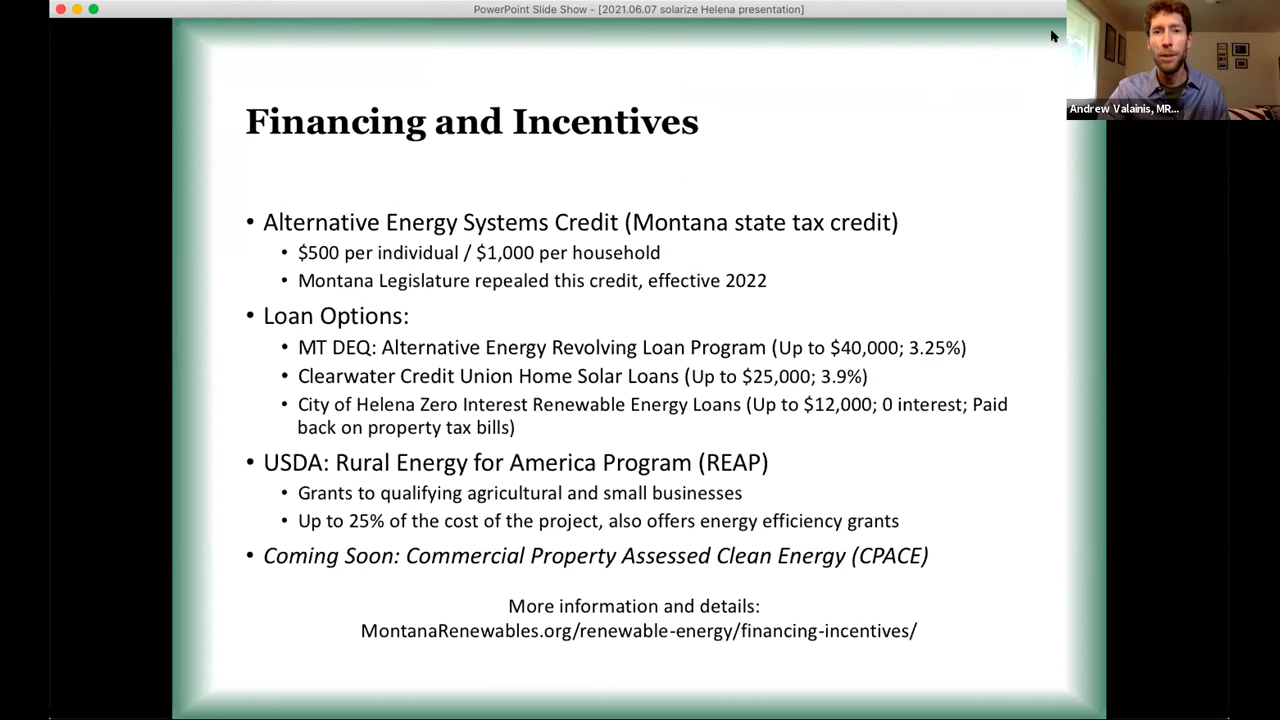 PowerPoint Slide Show - [2021.06.07 solarize Helena presentation]
Andrew Valainis, MR...
Financing and Incentives
• Alternative Energy Systems Credit (Montana state tax credit)
• $500 per individual / $1,000 per household
• Montana Legislature repealed this credit, effective 2022
• Loan Options:
• MT DEQ: Alternative Energy Revolving Loan Program (Up to $40,000; 3.25%)
• Clearwater Credit Union Home Solar Loans (Up to $25,000; 3.9%)
• City of Helena Zero Interest Renewable Energy Loans (Up to $12,000; 0 interest; Paid
back on property tax bills)
• USDA: Rural Energy for America Program (REAP)
• Grants to qualifying agricultural and small businesses
• Up to 25% of the cost of the project, also offers energy efficiency grants
• Coming Soon: Commercial Property Assessed Clean Energy (CPACE)
More information and details:
MontanaRenewables.org/renewable-energy/financing-incentives/